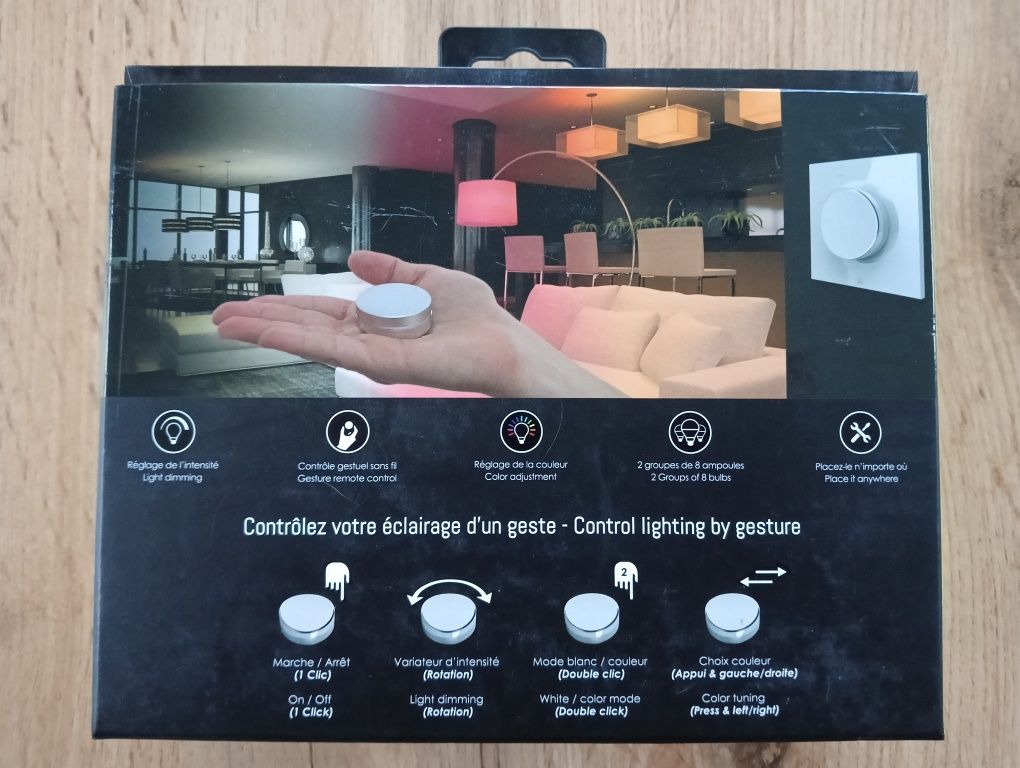 Réglage de l'intensité
Light dimming
Contrôle gestuel sans fil
Gesture remote control
Réglage de la couleur
Color adjustment
2 groupes de 8 ampoules
2 Groups of 8 bulbs
Placez-le n'importe où
Place it anywhere
Contrôlez votre éclairage d'un geste - Control lighting by gesture
2
Marche / Arrêt
(1 Clic)
On / Off
(1 Click)
Variateur d'intensité
(Rotation)
Light dimming
(Rotation)
Mode blanc / couleur
(Double clic)
White / color mode
(Double click)
Choix couleur
(Appui & gauche/droite)
Color tuning
(Press & left/right)